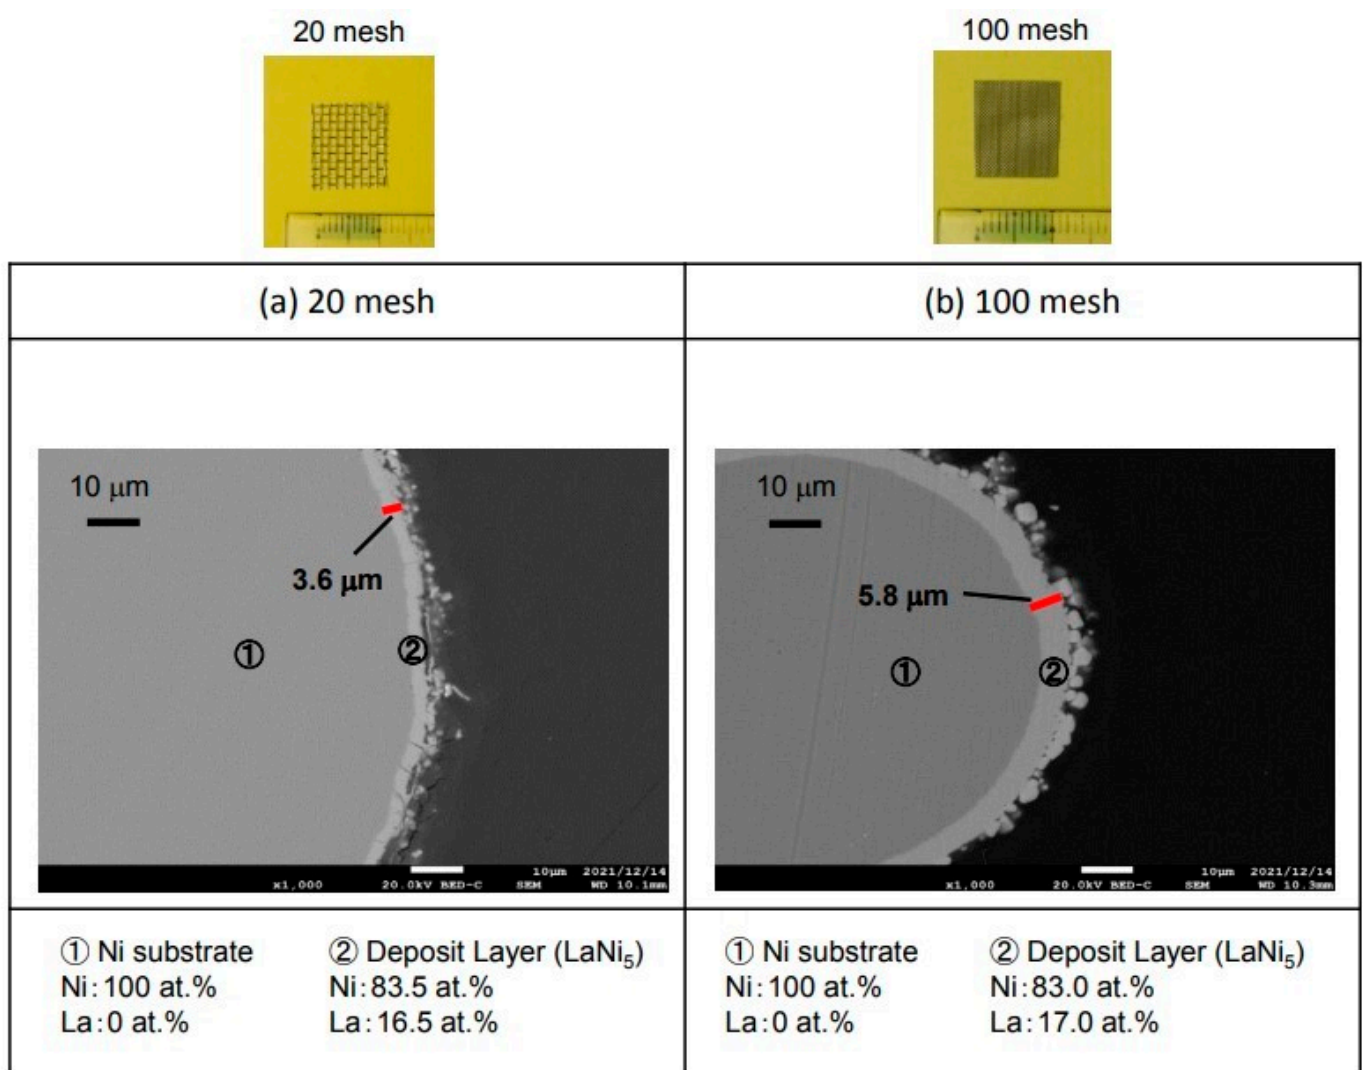 20 mesh
100 mesh
(a) 20 mesh
(b) 100 mesh
10 μm
3.6 μm
①
②
10μm 2021/12/14
x1,000 20.0kV BED-C SEM WD 10.1mm
10 μm
5.8 μm
①
②
10μm 2021/12/14
x1,000 20.0kV BED-C SEM WD 10.3mm
① Ni substrate
Ni:100 at.%
La:0 at.%
② Deposit Layer (LaNi₅)
Ni:83.5 at.%
La:16.5 at.%
① Ni substrate
Ni:100 at.%
La:0 at.%
② Deposit Layer (LaNi₅)
Ni:83.0 at.%
La:17.0 at.%